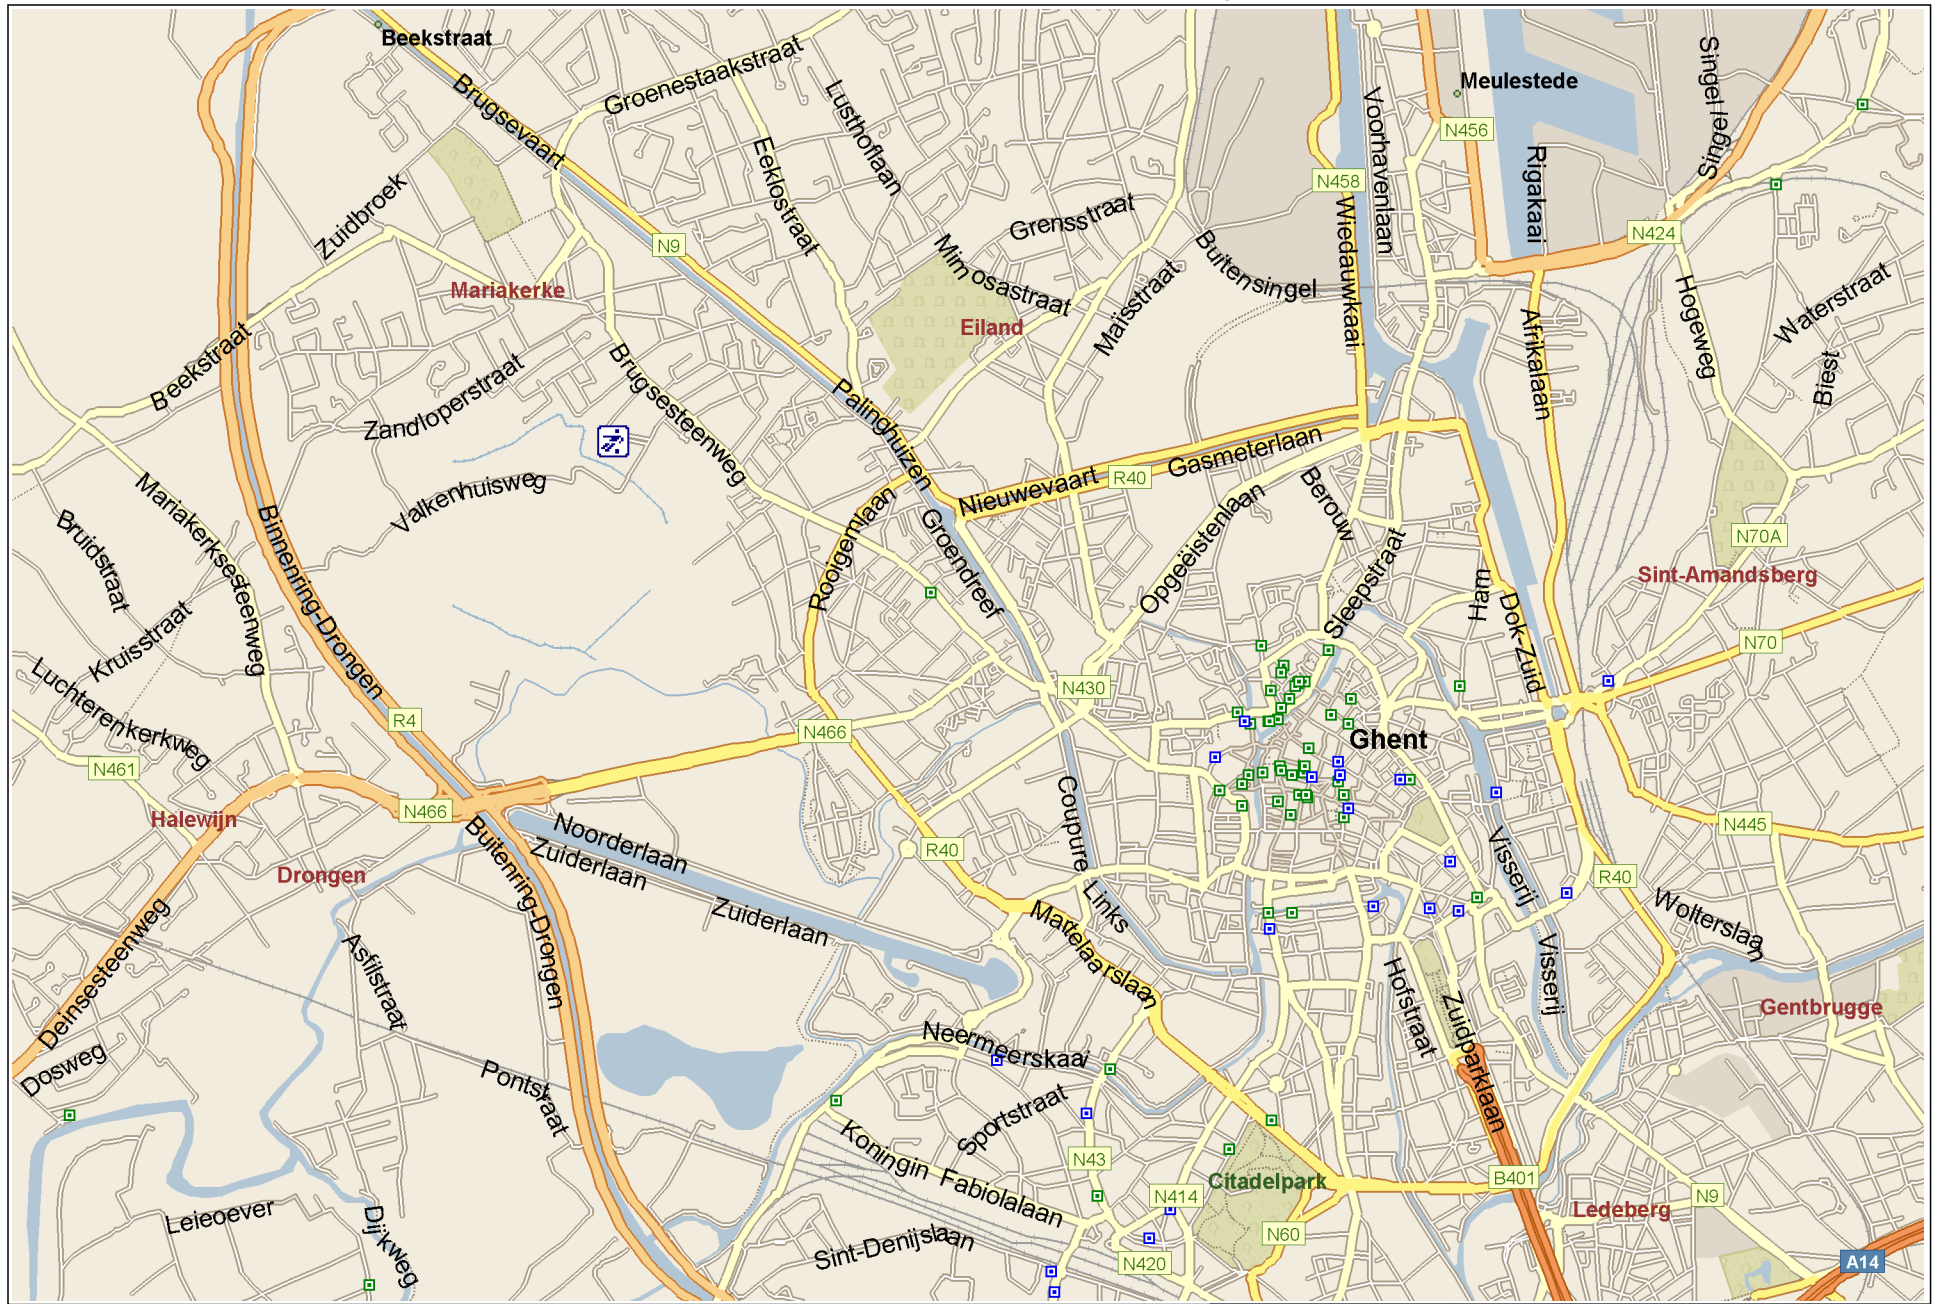 Beekstraat
Brugsevaart
Groenestaakstraat
Lusthoflaan
Eeklostraat
Meulestede
N456
Voorhavenlaan
Singel
Singel
Rigakaai
N458
Wiedauwkaai
N424
Zuidbroek
N9
Grensstraat
Mimosastraat
Buitensingel
Mariakerke
Eiland
Maïsstraat
Hogeweg
Waterstraat
Biest
Afrikalaan
Beekstraat
Zandloperstraat
Brugsesteenweg
Palinghuizen
Gasmeterlaan
R40
Nieuwevaart
Valkenhuisweg
Mariakerksesteenweg
Bruidstraat
Binnenring-Drongen
Rooigemlaan
Groendreef
Opgeëistenlaan
Berouw
Sleepstraat
Ham
Dok-Zuid
N70A
Sint-Amandsberg
Kruisstraat
Luchterenkerkweg
N70
N430
R4
N466
Ghent
N461
Halewijn
N466
Noorderlaan
Zuiderlaan
Zuiderlaan
Buitenring-Drongen
Drongen
R40
Coupure Links
Visserij
Visserij
N445
R40
Wolterslaan
Deinsesteenweg
Asfilstraat
Martelaarslaan
Hofstraat
Zuidparklaan
Gentbrugge
Dosweg
Pontstraat
Neermeerskaai
Sportstraat
Koningin Fabiolalaan
N43
Citadelpark
N414
B401
N9
Ledeberg
Leieoever
Dijkweg
Sint-Denijslaan
N420
N60
A14